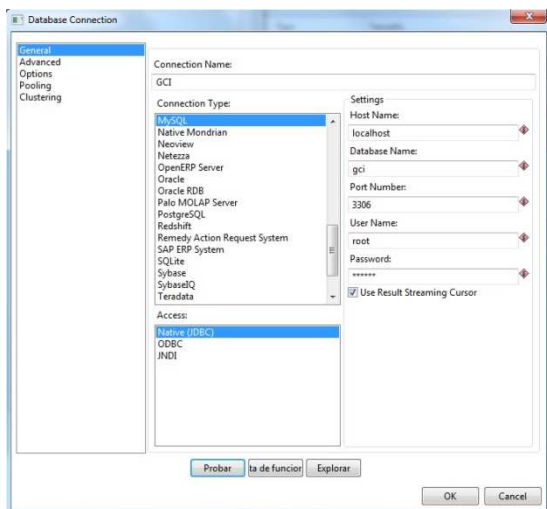 Database Connection
General
Advanced
Options
Pooling
Clustering
Connection Name:
GCI
Connection Type:
MySQL
Native Mondrian
Neoview
Netezza
OpenERP Server
Oracle
Oracle RDB
Palo MOLAP Server
PostgreSQL
Redshift
Remedy Action Request System
SAP ERP System
SQLite
Sybase
SybaseIQ
Teradata
Access:
Native (JDBC)
ODBC
JNDI
Settings
Host Name:
localhost
Database Name:
gci
Port Number:
3306
User Name:
root
Password:
******
Use Result Streaming Cursor
Probar
ta de funcior
Explorar
OK
Cancel